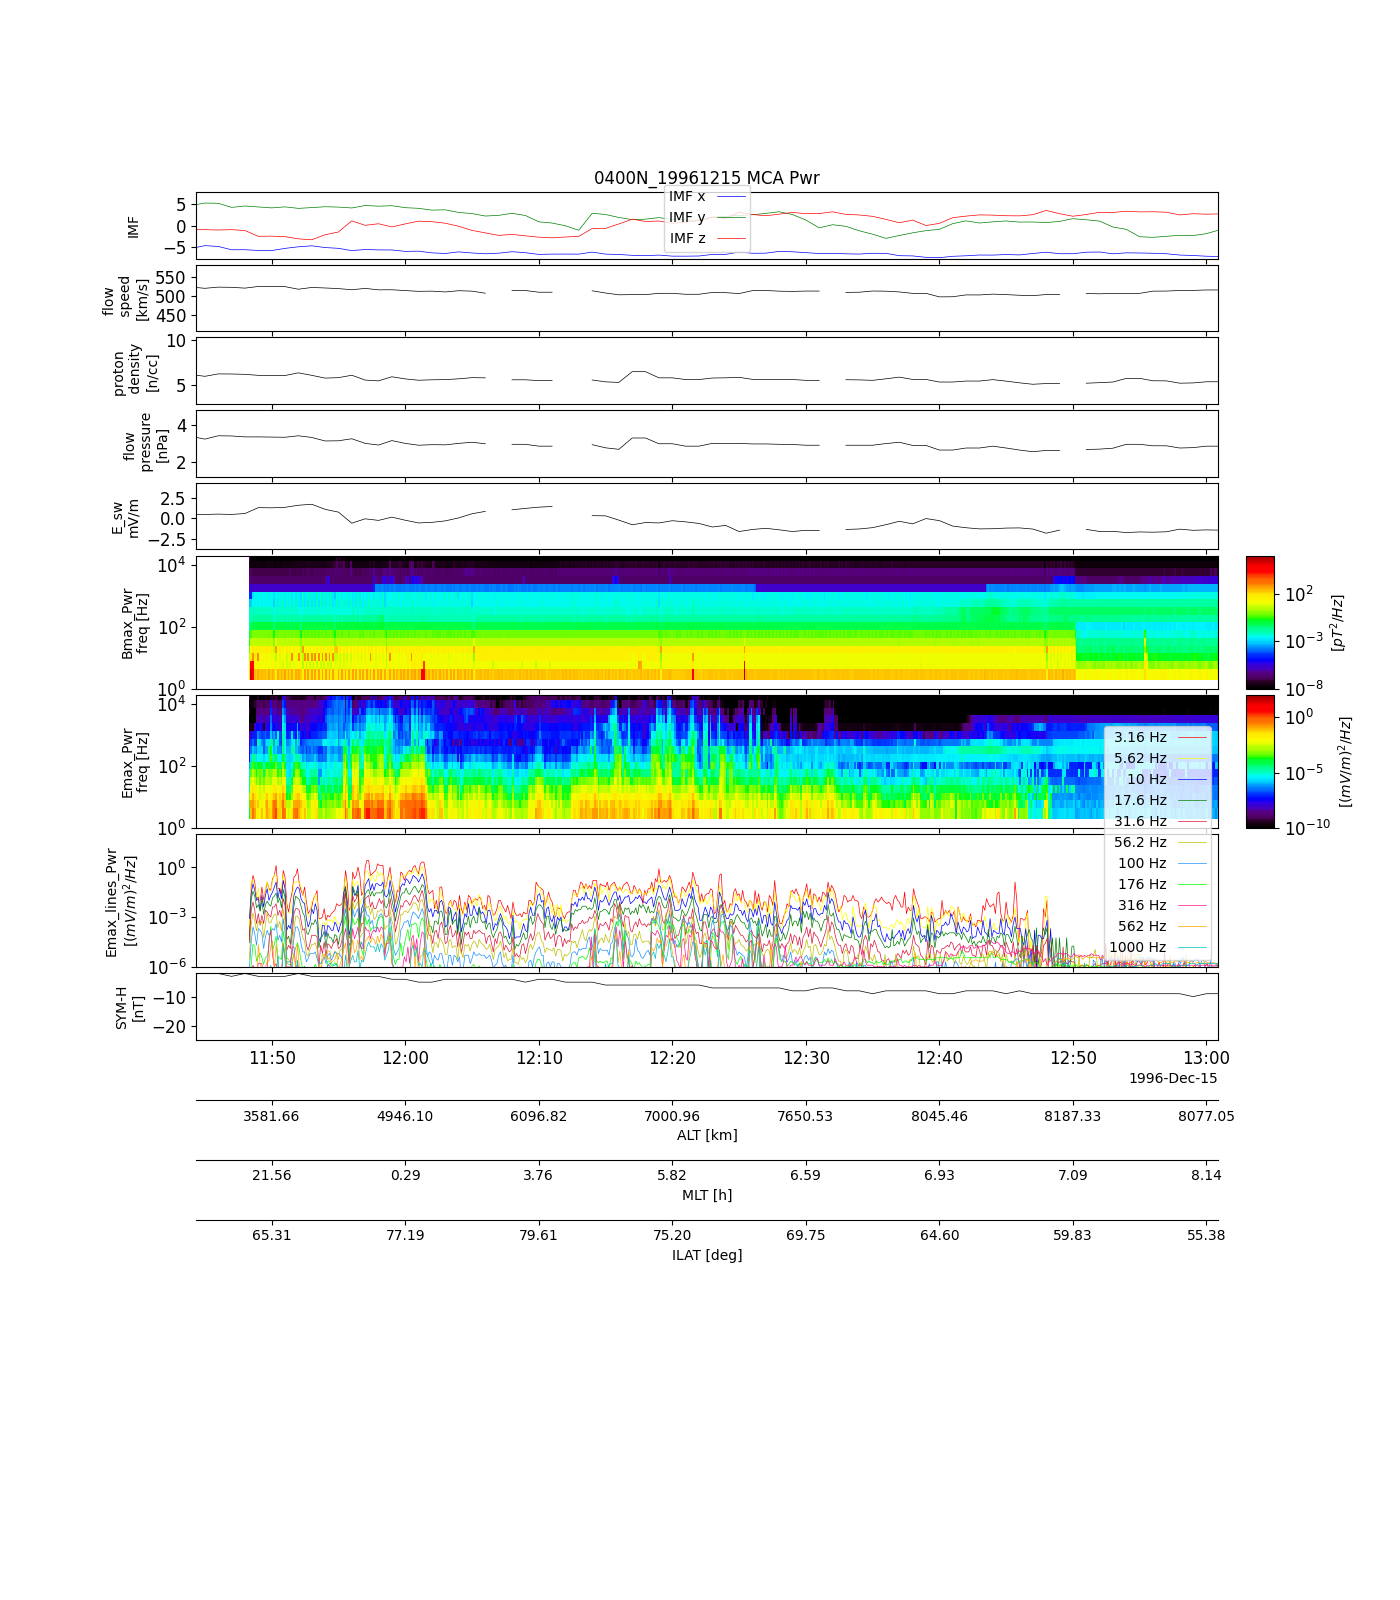 0400N_19961215 MCA Pwr
5
0
−5
IMF
IMF x
IMF y
IMF z
550
500
450
flow
speed
[km/s]
10
5
proton
density
[n/cc]
4
2
flow
pressure
[nPa]
2.5
0.0
−2.5
E_sw
mV/m
10^4
10^2
10^0
Bmax_Pwr
freq [Hz]
10^2
10^−3
10^−8
[pT^2/Hz]
10^4
10^2
10^0
Emax_Pwr
freq [Hz]
10^0
10^−5
10^−10
[(mV/m)^2/Hz]
3.16 Hz
5.62 Hz
10 Hz
17.6 Hz
31.6 Hz
56.2 Hz
100 Hz
176 Hz
316 Hz
562 Hz
1000 Hz
10^0
10^−3
10^−6
Emax_lines_Pwr
[(mV/m)^2/Hz]
−10
−20
SYM-H
[nT]
11:50 12:00 12:10 12:20 12:30 12:40 12:50 13:00
1996-Dec-15
3581.66 4946.10 6096.82 7000.96 7650.53 8045.46 8187.33 8077.05
ALT [km]
21.56 0.29 3.76 5.82 6.59 6.93 7.09 8.14
MLT [h]
65.31 77.19 79.61 75.20 69.75 64.60 59.83 55.38
ILAT [deg]